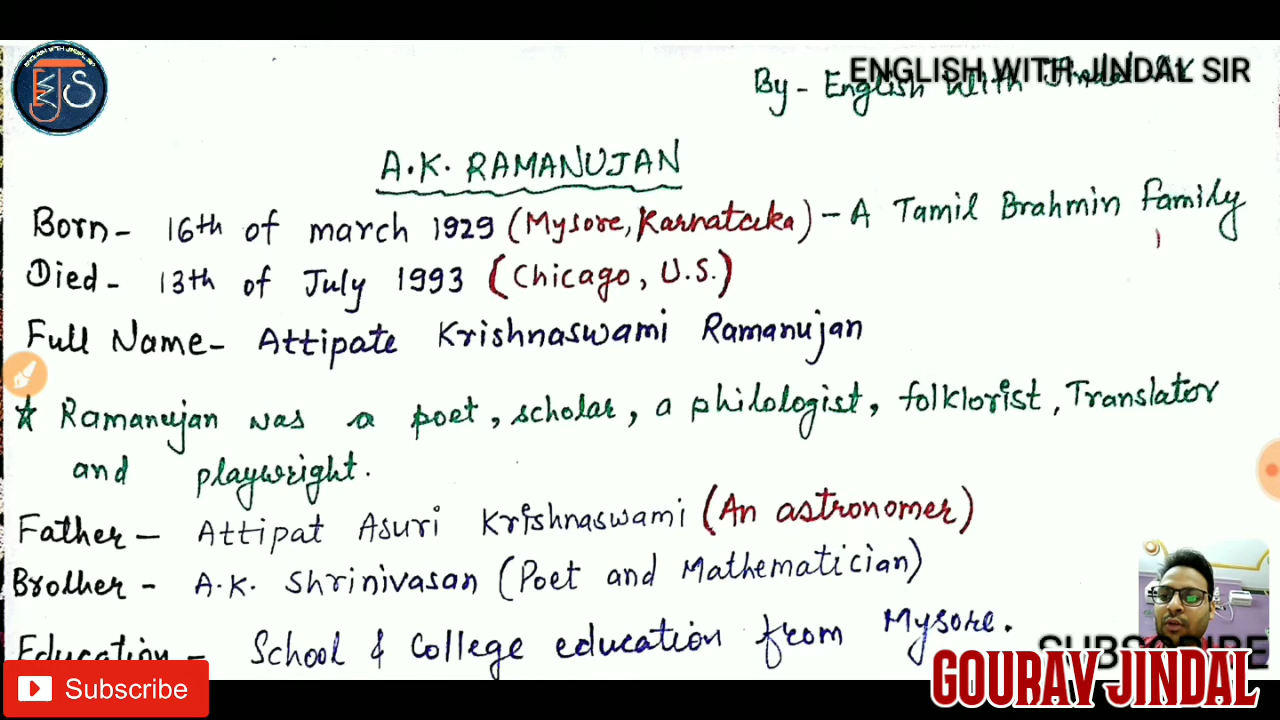 ENGLISH WITH JINDAL SIR
By - English With Jindal Sir
A.K. RAMANUJAN
Born - 16th of march 1929 (Mysore, Karnataka) - A Tamil Brahmin family
Died - 13th of July 1993 (Chicago, U.S.)
Full Name - Attipate Krishnaswami Ramanujan
★ Ramanujan was a poet, scholar, a philologist, folklorist, Translator
and playwright.
Father - Attipat Asuri Krishnaswami (An astronomer)
Brother - A.K. Shrinivasan (Poet and Mathematician)
Education - School & College education from Mysore.
SUBSCRIBE
Subscribe
GOURAV JINDAL